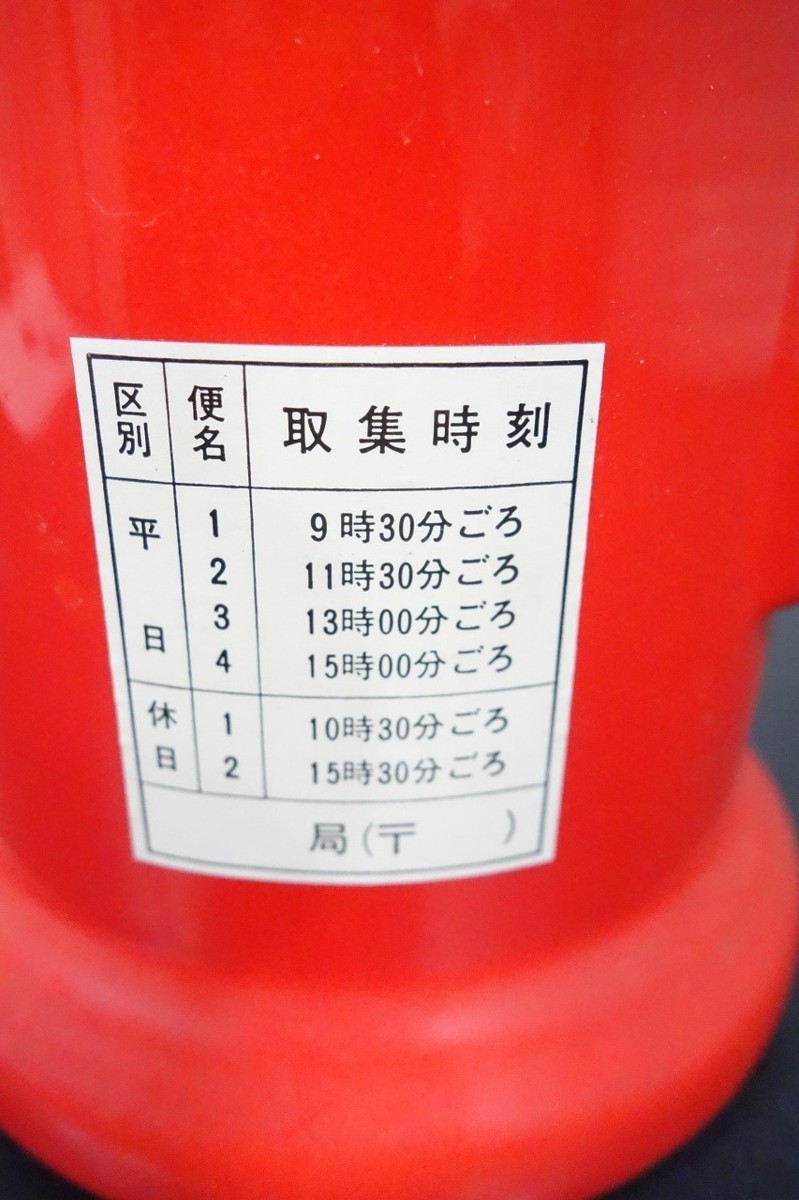 区別 便名 取集時刻
平日 1 9時30分ごろ
2 11時30分ごろ
3 13時00分ごろ
4 15時00分ごろ
休日 1 10時30分ごろ
2 15時30分ごろ
局(〒 )